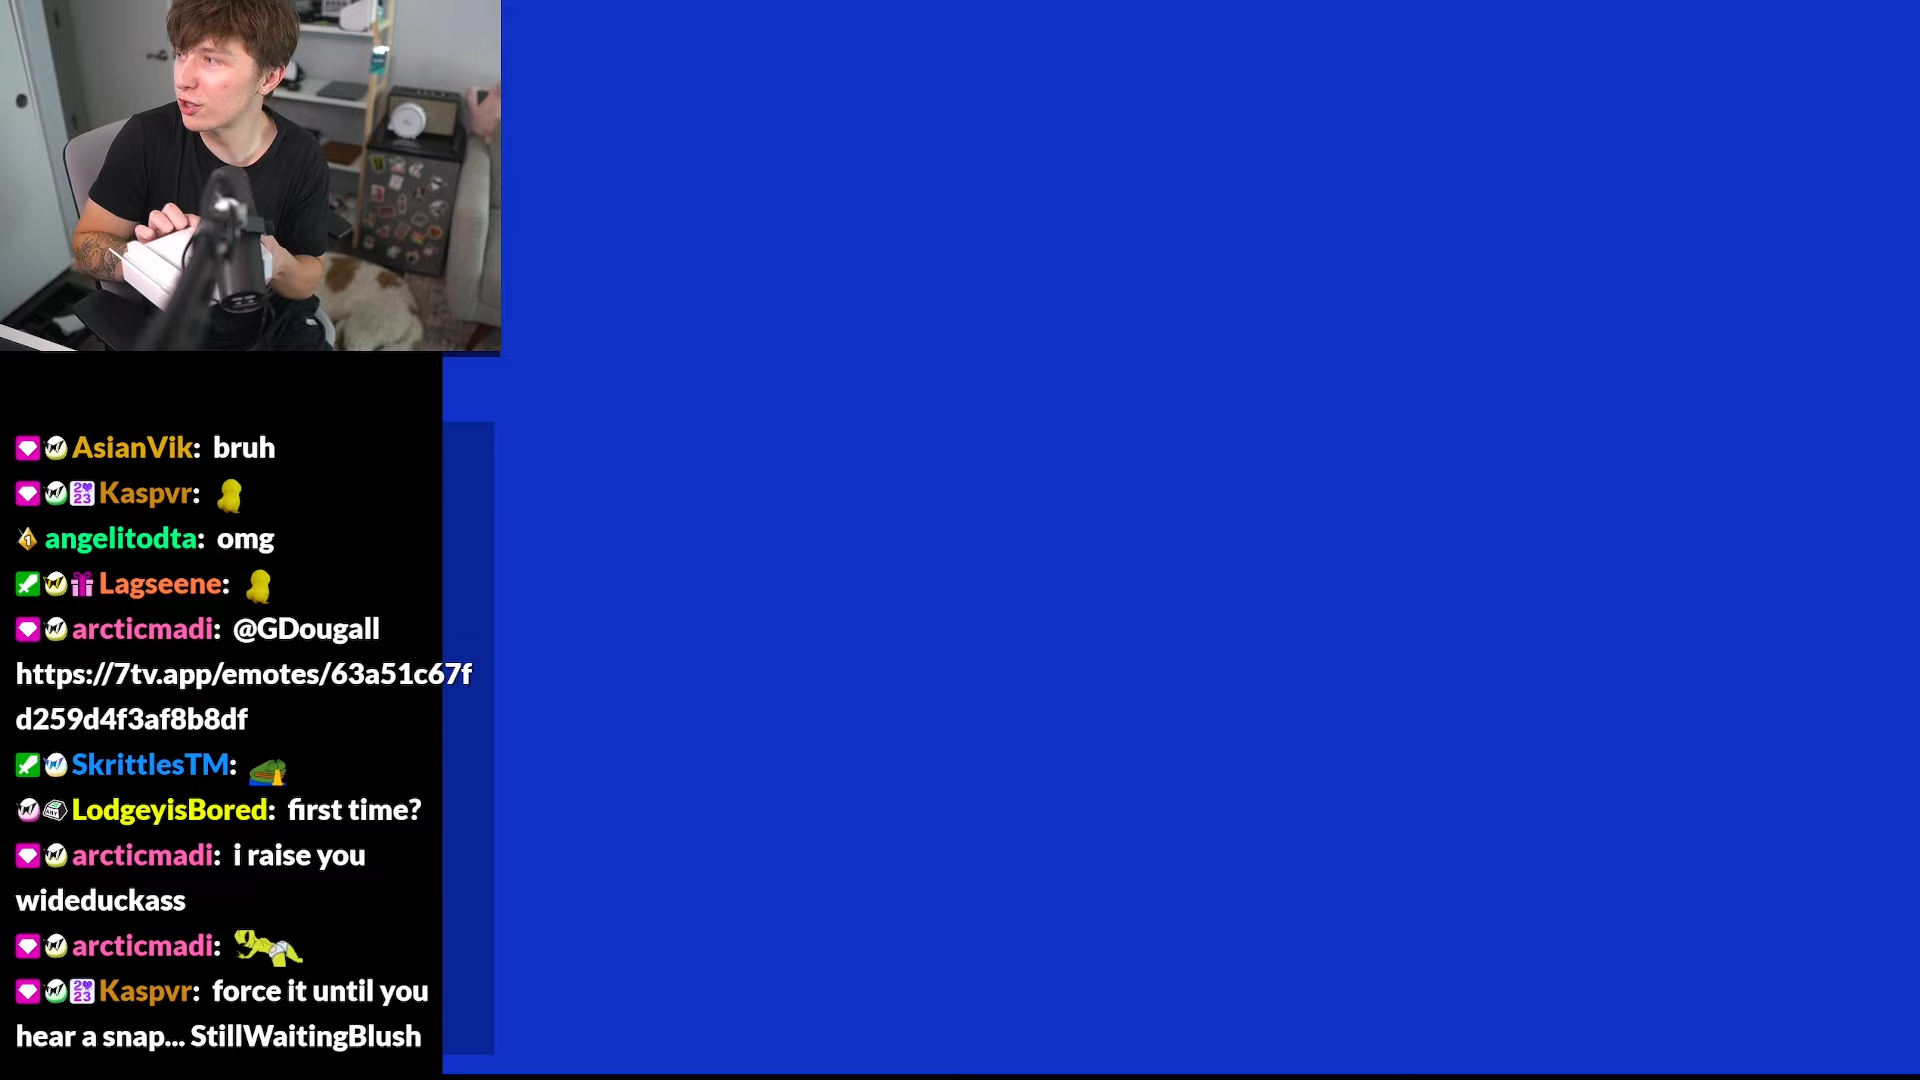 AsianVik: bruh
Kaspvr:
angelitodta: omg
Lagseene:
arcticmadi: @GDougall
https://7tv.app/emotes/63a51c67f
d259d4f3af8b8df
SkrittlesTM:
LodgeyisBored: first time?
arcticmadi: i raise you
wideduckass
arcticmadi:
Kaspvr: force it until you
hear a snap... StillWaitingBlush